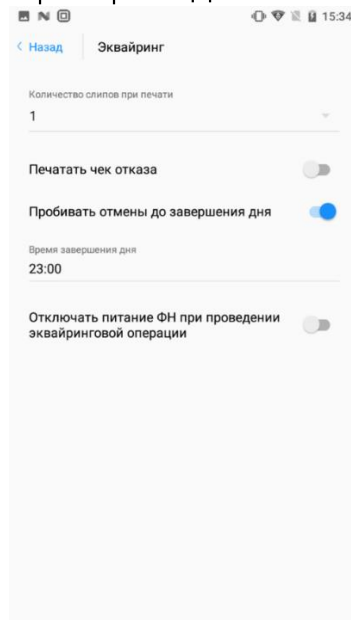 15:34
Назад
Эквайринг
Количество слипов при печати
1
Печатать чек отказа
Пробивать отмены до завершения дня
Время завершения дня
23:00
Отключать питание ФН при проведении
эквайринговой операции